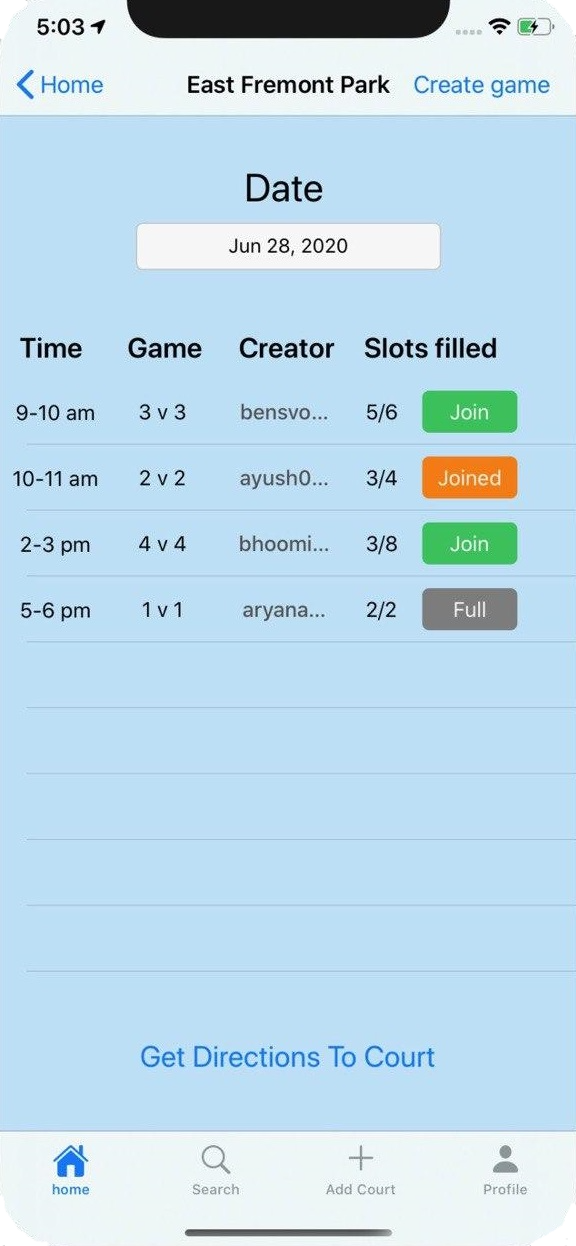 5:03
Home East Fremont Park Create game
Date
Jun 28, 2020
Time Game Creator Slots filled
9-10 am 3 v 3 bensvo... 5/6 Join
10-11 am 2 v 2 ayush0... 3/4 Joined
2-3 pm 4 v 4 bhoomi... 3/8 Join
5-6 pm 1 v 1 aryana... 2/2 Full
Get Directions To Court
home Search Add Court Profile